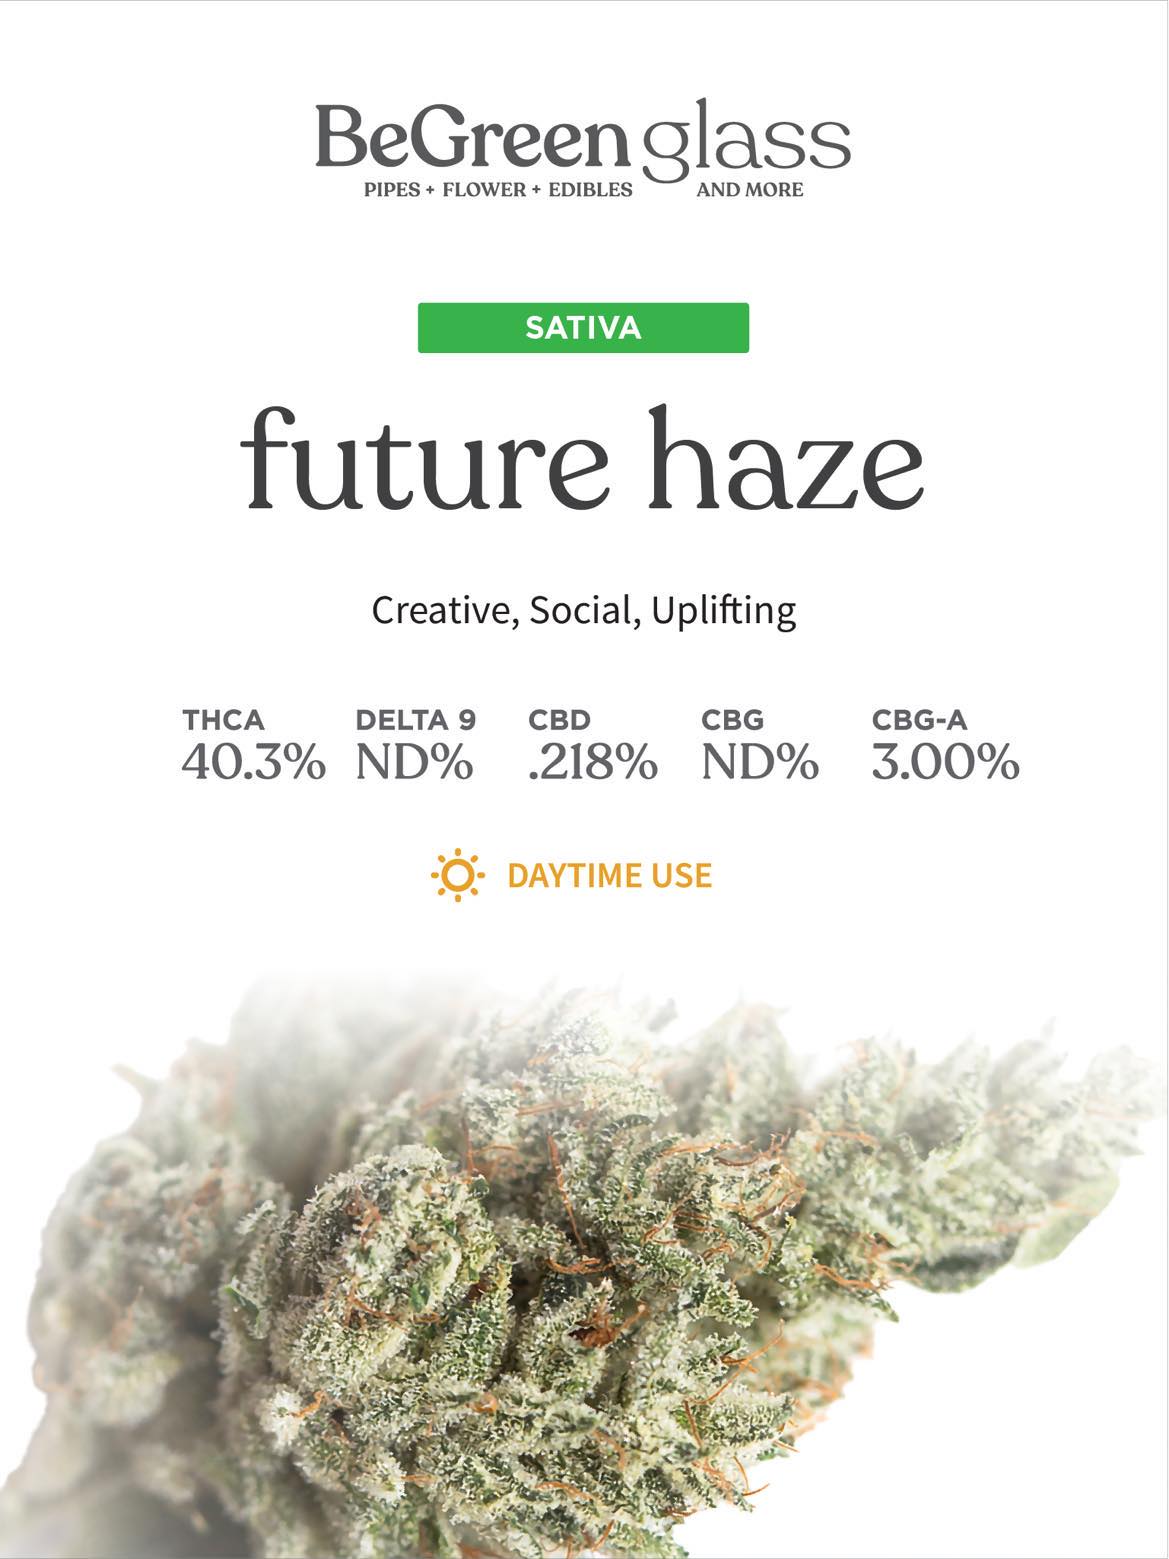 BeGreen glass
PIPES + FLOWER + EDIBLES AND MORE
SATIVA
future haze
Creative, Social, Uplifting
THCA DELTA 9 CBD CBG CBG-A
40.3% ND% .218% ND% 3.00%
DAYTIME USE